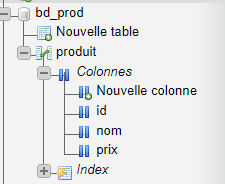 bd_prod
Nouvelle table
produit
Colonnes
Nouvelle colonne
id
nom
prix
Index